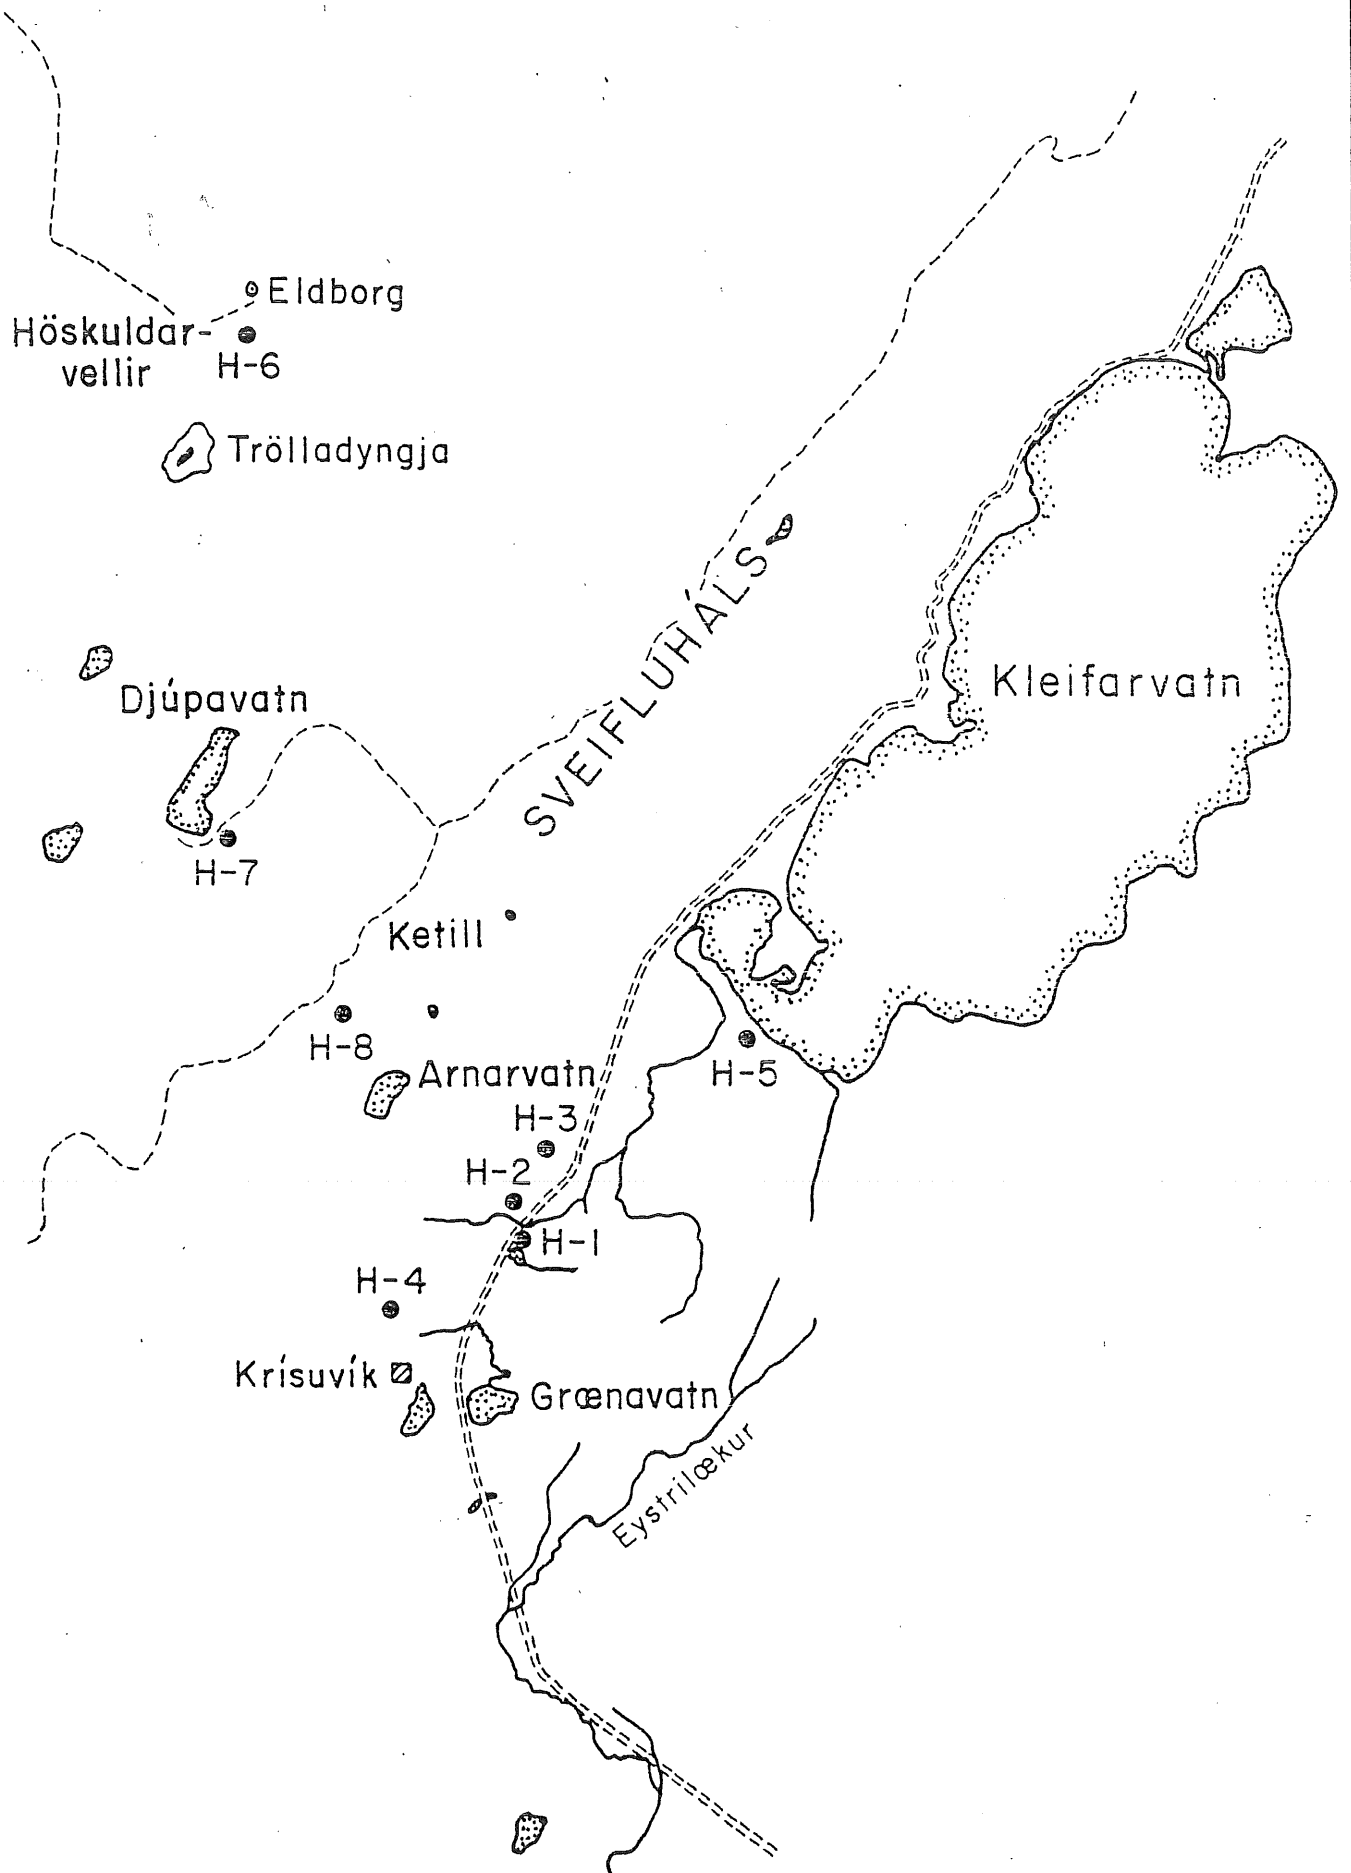 Eldborg
Höskuldar-
vellir
H-6
Trölladyngja
SVEIFLUHÁLS
Kleifarvatn
Djúpavatn
H-7
Ketill
H-8
H-5
Arnarvatn
H-3
H-2
H-1
H-4
Krísuvík
Grœnavatn
Eystrilœkur